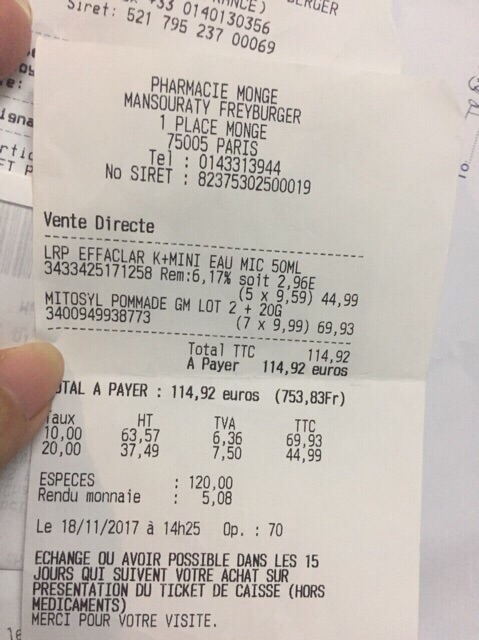 +33 0140130356
Siret: 521 795 237 00069
PHARMACIE MONGE
MANSOURATY FREYBURGER
1 PLACE MONGE
75005 PARIS
Tel : 0143313944
No SIRET : 82375302500019
Vente Directe
LRP EFFACLAR K+MINI EAU MIC 50ML
3433425171258 Rem:6,17% soit 2,96E
(5 x 9,59) 44,99
MITOSYL POMMADE GM LOT 2 + 20G
3400949938773
(7 x 9,99) 69,93
Total TTC 114,92
A Payer 114,92 euros
TOTAL A PAYER : 114,92 euros (753,83Fr)
Taux HT TVA TTC
10,00 63,57 6,36 69,93
20,00 37,49 7,50 44,99
ESPECES : 120,00
Rendu monnaie : 5,08
Le 18/11/2017 à 14h25 Op. : 70
ECHANGE OU AVOIR POSSIBLE DANS LES 15
JOURS QUI SUIVENT VOTRE ACHAT SUR
PRESENTATION DU TICKET DE CAISSE (HORS
MEDICAMENTS)
MERCI POUR VOTRE VISITE.